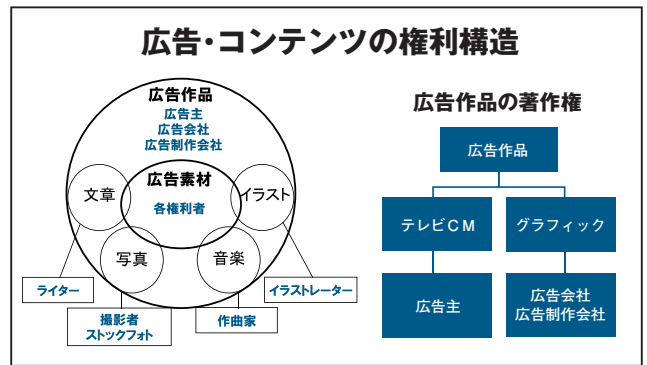 広告・コンテンツの権利構造
広告作品
広告主
広告会社
広告制作会社
広告素材
各権利者
文章
イラスト
写真
音楽
ライター
撮影者
ストックフォト
作曲家
イラストレーター
広告作品の著作権
広告作品
テレビCM
グラフィック
広告主
広告会社
広告制作会社